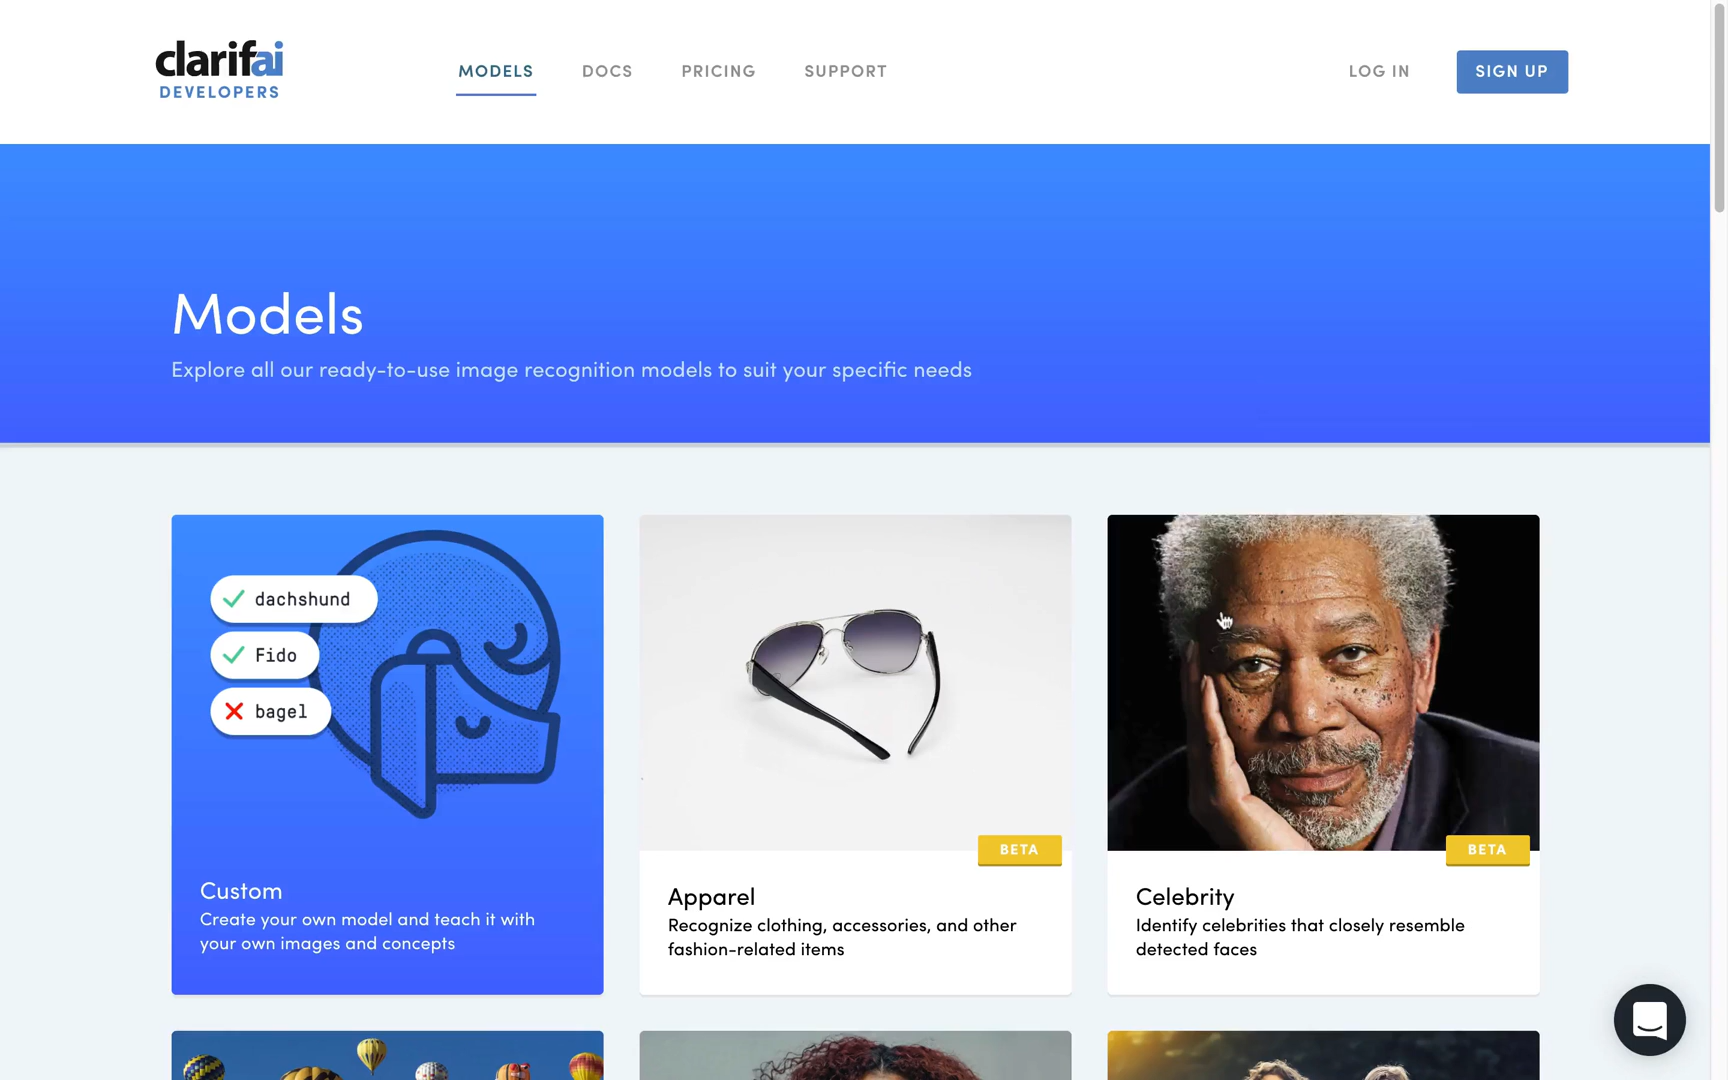 clarifai
DEVELOPERS
MODELS
DOCS
PRICING
SUPPORT
LOG IN
SIGN UP
Models
Explore all our ready-to-use image recognition models to suit your specific needs
dachshund
Fido
bagel
Custom
Create your own model and teach it with
your own images and concepts
BETA
Apparel
Recognize clothing, accessories, and other
fashion-related items
BETA
Celebrity
Identify celebrities that closely resemble
detected faces